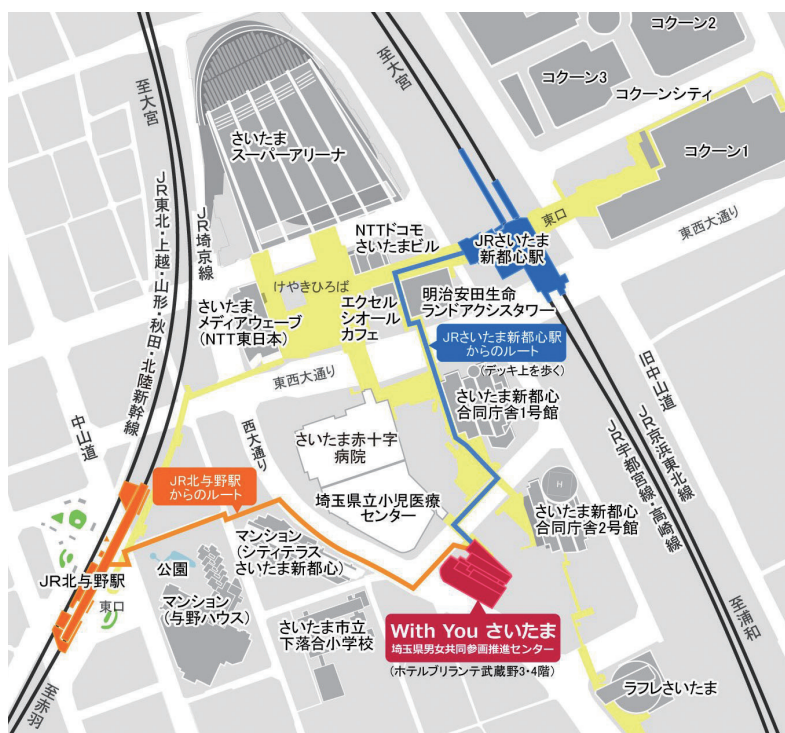 コクーン2
コクーン3
コクーンシティ
コクーン1
至大宮
至大宮
さいたま
スーパーアリーナ
JR東北・上越・山形・秋田・北陸新幹線
JR埼京線
NTTドコモ
さいたまビル
JRさいたま
新都心駅
東口
東西大通り
けやきひろば
さいたま
メディアウェーブ
(NTT東日本)
エクセル
シオール
カフェ
明治安田生命
ランドアクシスタワー
JRさいたま新都心駅
からのルート
(デッキ上を歩く)
旧中山道
東西大通り
さいたま新都心
合同庁舎1号館
中山道
西大通り
さいたま赤十字
病院
JR京浜東北線
JR宇都宮線・高崎線
JR北与野駅
からのルート
埼玉県立小児医療
センター
H
さいたま新都心
合同庁舎2号館
マンション
(シティテラス
さいたま新都心)
JR北与野駅
公園
東口
マンション
(与野ハウス)
さいたま市立
下落合小学校
With You さいたま
埼玉県男女共同参画推進センター
(ホテルブリランテ武蔵野3・4階)
至浦和
至赤羽
ラフレさいたま